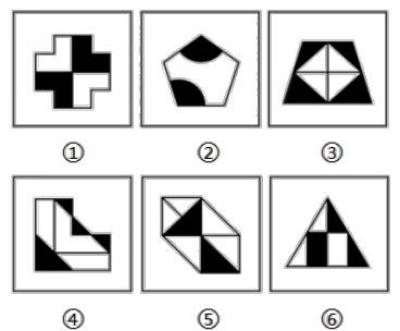 ① ② ③
④ ⑤ ⑥